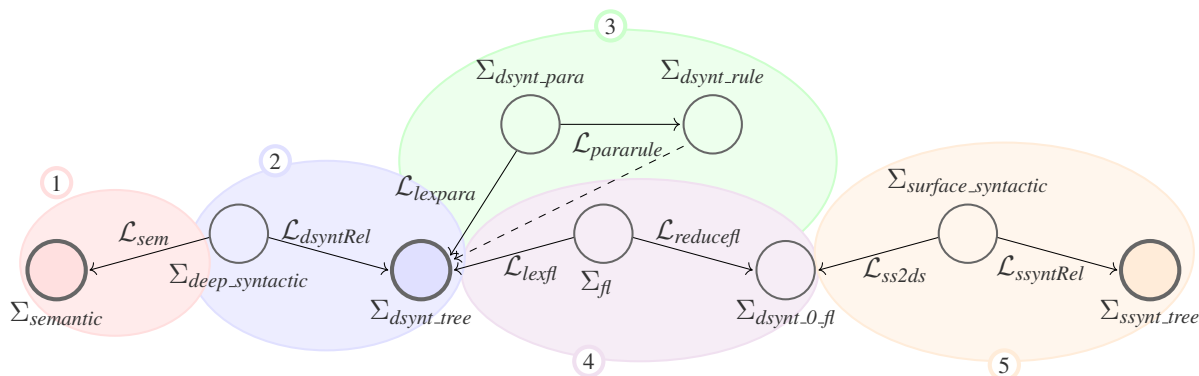 3
Σdsynt_para
Σdsynt_rule
ℒpararule
1
2
ℒlexpara
Σsurface_syntactic
ℒsem
ℒdsyntRel
ℒreducefl
Σdeep_syntactic
ℒlexfl
Σfl
ℒss2ds
ℒssyntRel
Σsemantic
Σdsynt_tree
Σdsynt_0_fl
Σssynt_tree
4
5